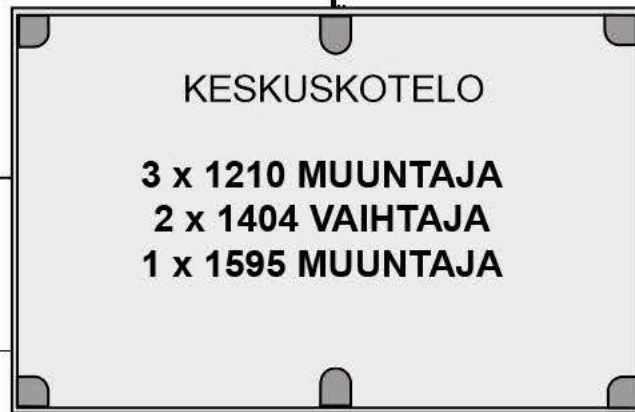 KESKUSKOTELO
3 x 1210 MUUNTAJA
2 x 1404 VAIHTAJA
1 x 1595 MUUNTAJA